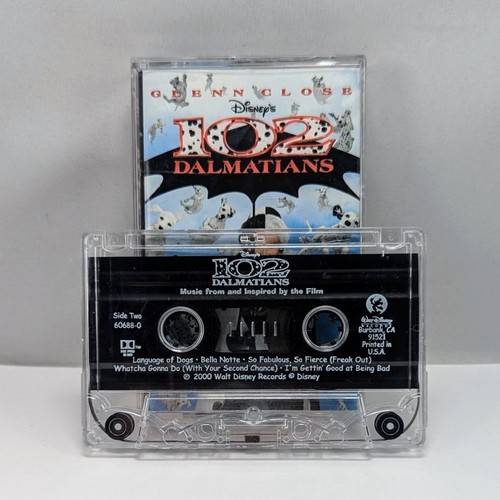 GLENN CLOSE
Disney's
102
DALMATIANS
Disney's
102
DALMATIANS
Music from and Inspired by the Film
Side Two
60688-0
Walt Disney
RECORDS
Burbank, CA
91521
Printed in
U.S.A.
Language of Dogs • Bella Notte • So Fabulous, So Fierce (Freak Out)
Whatcha Gonna Do (With Your Second Chance) • I'm Gettin' Good at Being Bad
℗ 2000 Walt Disney Records © Disney